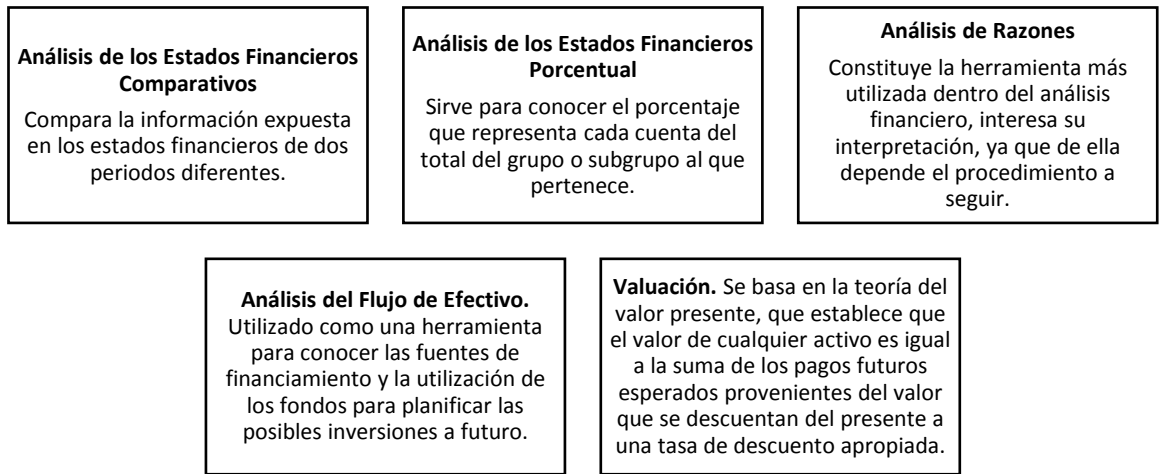 Análisis de los Estados Financieros
Comparativos
Compara la información expuesta
en los estados financieros de dos
periodos diferentes.
Análisis de los Estados Financieros
Porcentual
Sirve para conocer el porcentaje
que representa cada cuenta del
total del grupo o subgrupo al que
pertenece.
Análisis de Razones
Constituye la herramienta más
utilizada dentro del análisis
financiero, interesa su
interpretación, ya que de ella
depende el procedimiento a
seguir.
Análisis del Flujo de Efectivo.
Utilizado como una herramienta
para conocer las fuentes de
financiamiento y la utilización de
los fondos para planificar las
posibles inversiones a futuro.
Valuación. Se basa en la teoría del
valor presente, que establece que
el valor de cualquier activo es igual
a la suma de los pagos futuros
esperados provenientes del valor
que se descuentan del presente a
una tasa de descuento apropiada.